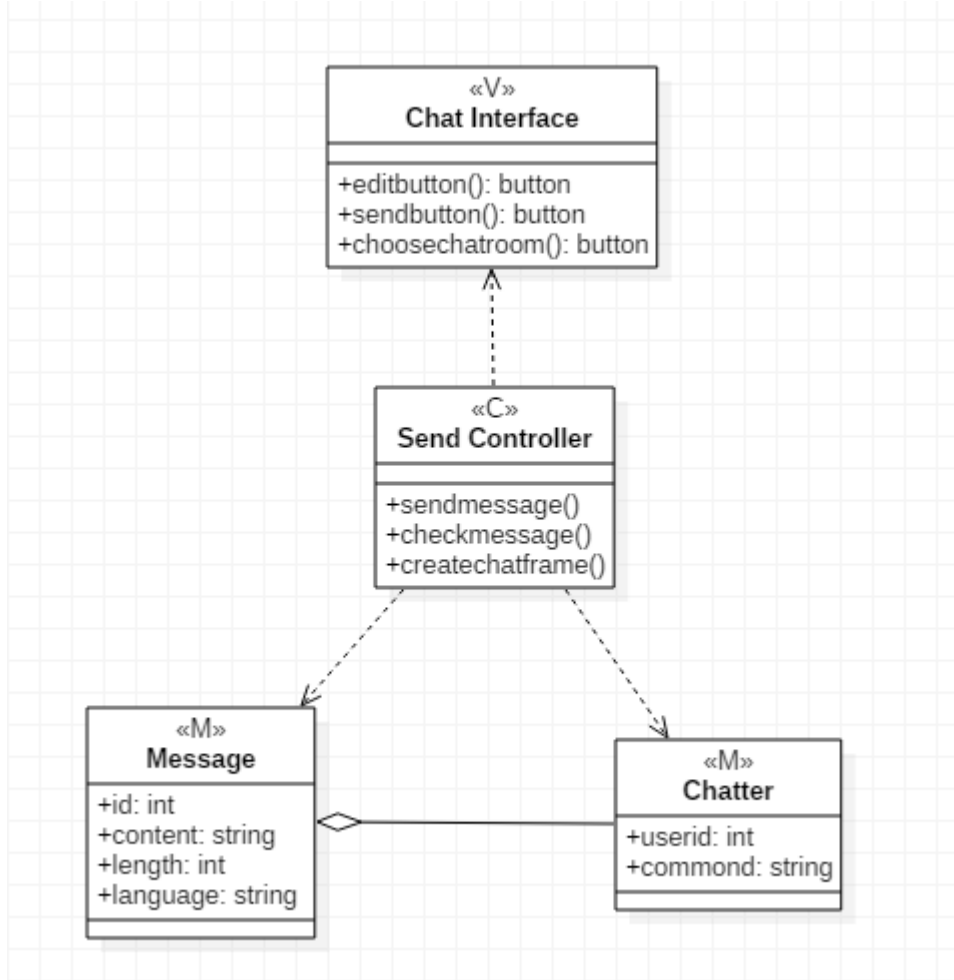 «V»
Chat Interface
+editbutton(): button
+sendbutton(): button
+choosechatroom(): button
«C»
Send Controller
+sendmessage()
+checkmessage()
+createchatframe()
«M»
Message
+id: int
+content: string
+length: int
+language: string
«M»
Chatter
+userid: int
+commond: string